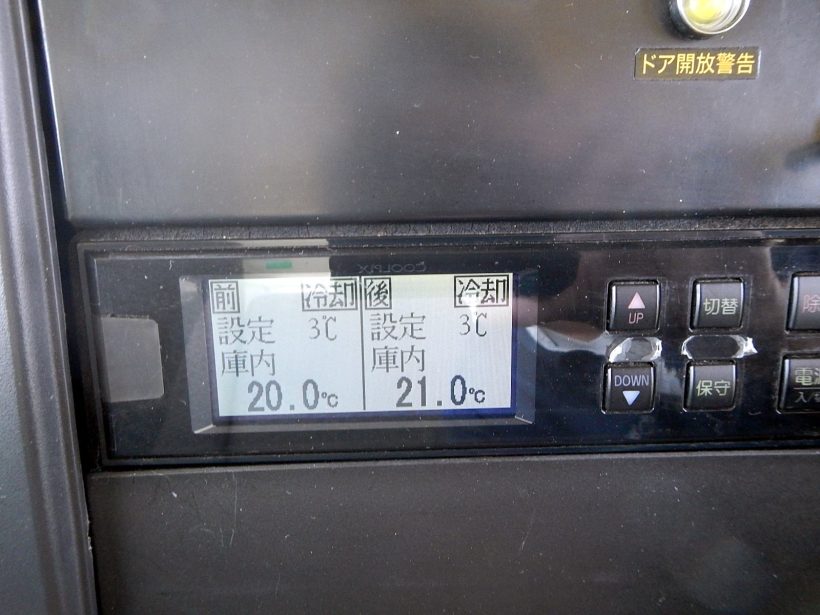 ドア開放警告
前 冷却 後 冷却
設定 3℃ 設定 3℃
庫内 庫内
20.0℃ 21.0℃
UP
切替
DOWN
保守